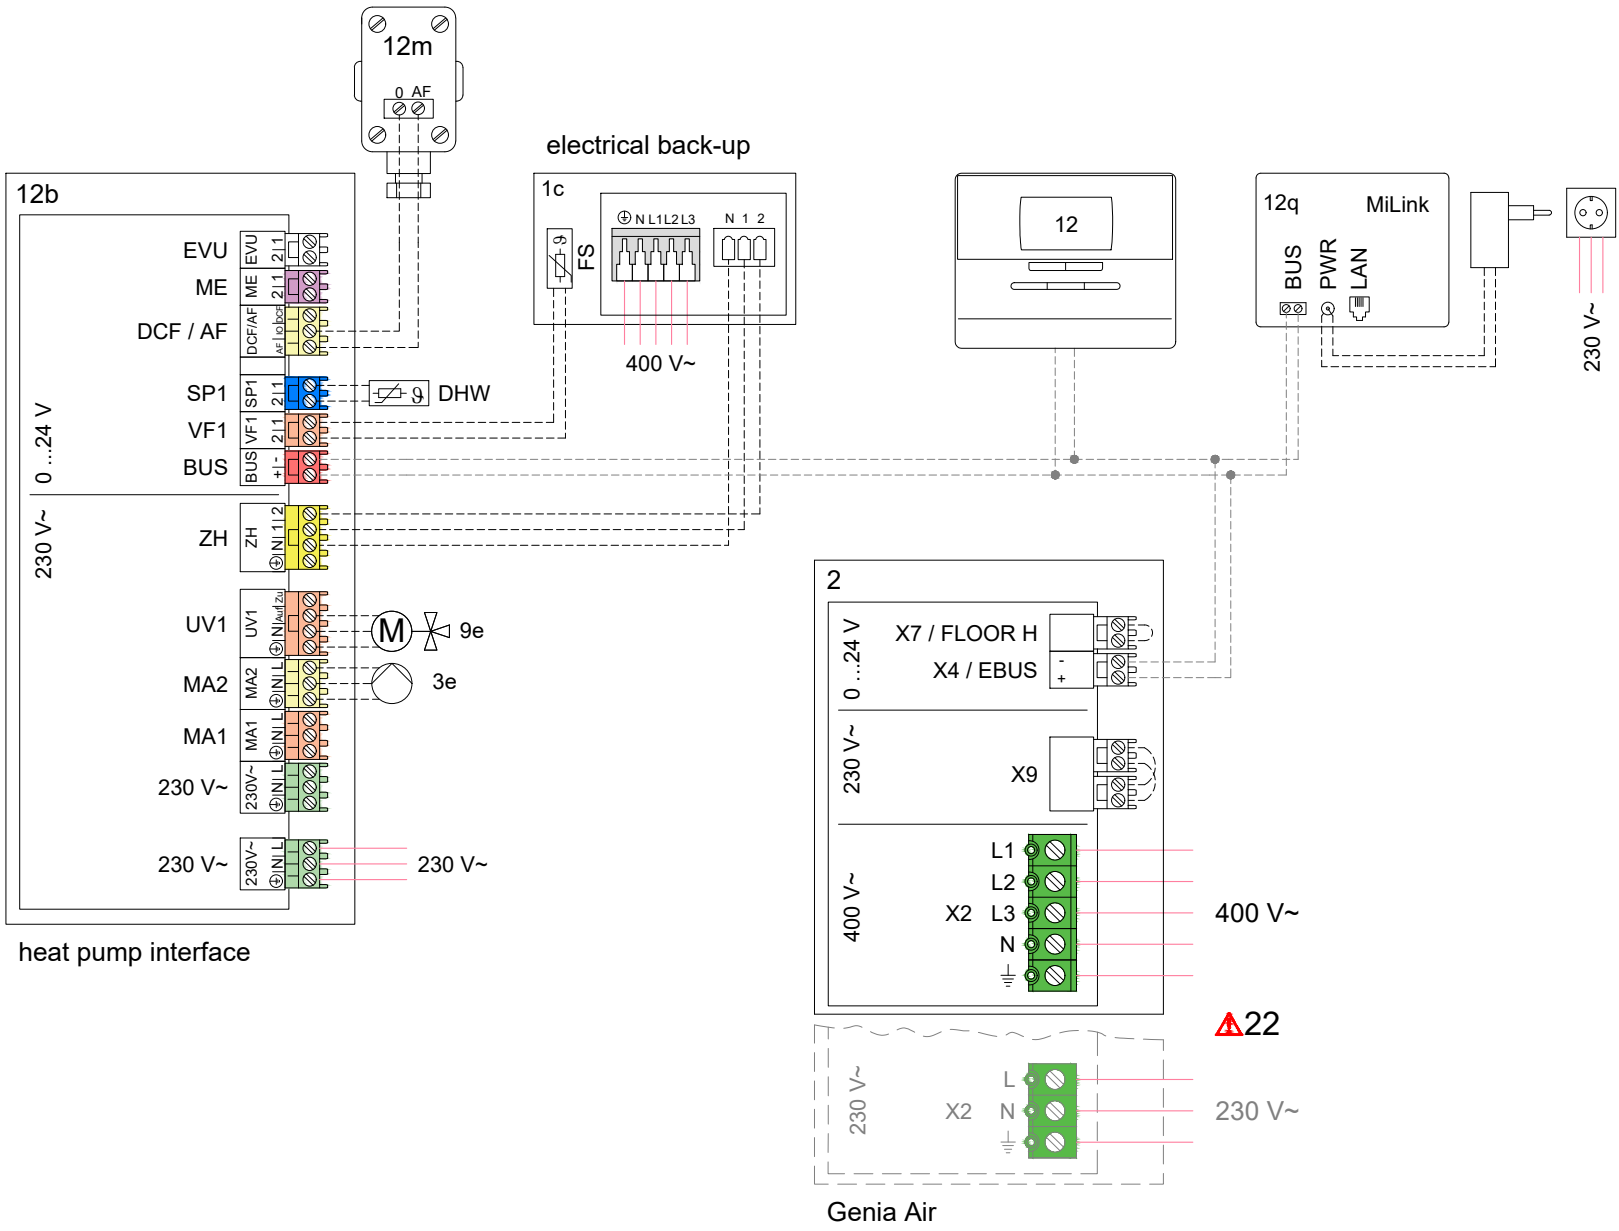 12m
0 AF
electrical back-up
12b
1c
FS
N L1 L2 L3
N 1 2
400 V~
12
12q
MiLink
BUS
PWR
LAN
230 V~
0 ...24 V
EVU
EVU
2|1
ME
ME
2|1
DCF / AF
DCF/AF
AF|O|DCF
SP1
SP1
2|1
DHW
VF1
VF1
2|1
BUS
BUS
+|-
230 V~
ZH
ZH
N|1|2
UV1
UV1
N|Auf|Zu
M
9e
MA2
MA2
N|L
3e
MA1
MA1
N|L
230 V~
230V~
N|L
230 V~
230V~
N|L
230 V~
heat pump interface
2
0 ...24 V
X7 / FLOOR H
X4 / EBUS
-
+
230 V~
X9
400 V~
X2
L1
L2
L3
N
400 V~
22
230 V~
X2
L
N
230 V~
Genia Air